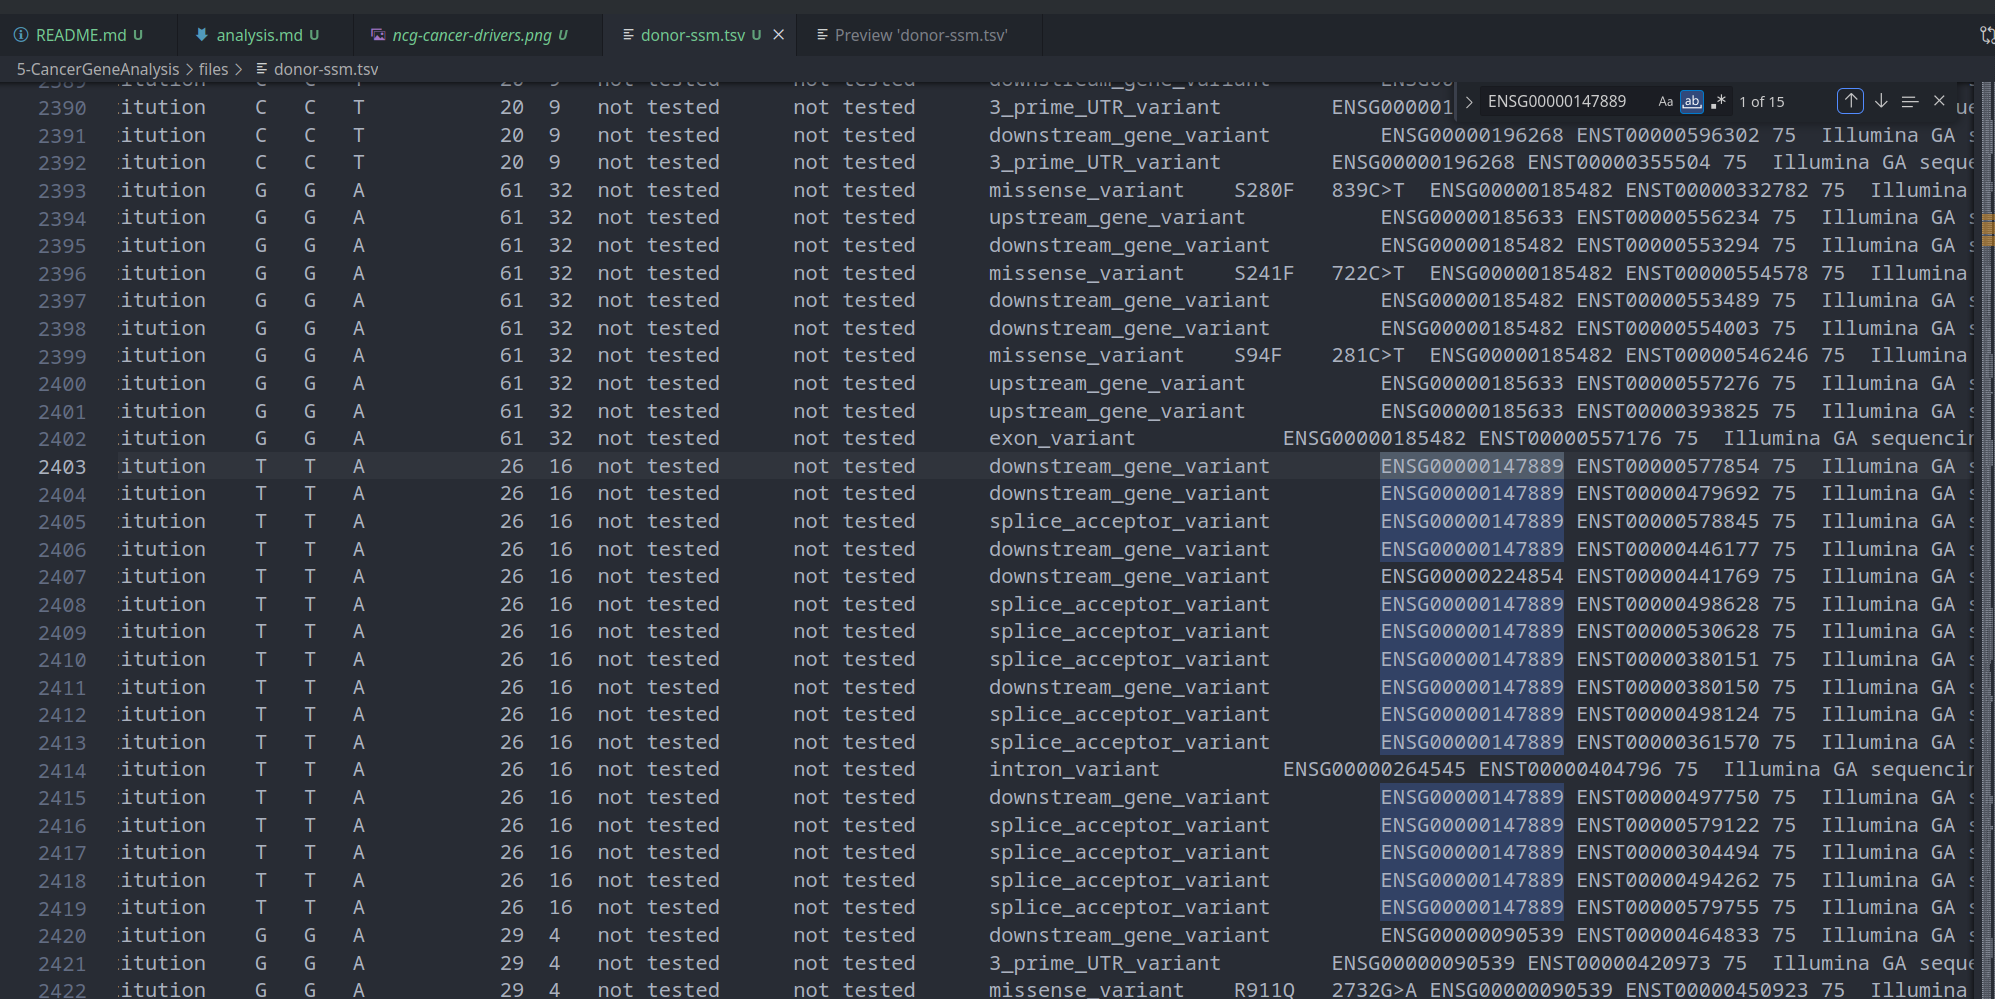 README.md U analysis.md U ncg-cancer-drivers.png U donor-ssm.tsv U Preview 'donor-ssm.tsv'
5-CancerGeneAnalysis > files > donor-ssm.tsv
ENSG00000147889 Aa ab .* 1 of 15
2390 itution C C T 20 9 not tested not tested 3_prime_UTR_variant ENSG000001
2391 itution C C T 20 9 not tested not tested downstream_gene_variant ENSG00000196268 ENST00000596302 75 Illumina GA s
2392 itution C C T 20 9 not tested not tested 3_prime_UTR_variant ENSG00000196268 ENST00000355504 75 Illumina GA seque
2393 itution G G A 61 32 not tested not tested missense_variant S280F 839C>T ENSG00000185482 ENST00000332782 75 Illumina
2394 itution G G A 61 32 not tested not tested upstream_gene_variant ENSG00000185633 ENST00000556234 75 Illumina GA s
2395 itution G G A 61 32 not tested not tested downstream_gene_variant ENSG00000185482 ENST00000553294 75 Illumina GA s
2396 itution G G A 61 32 not tested not tested missense_variant S241F 722C>T ENSG00000185482 ENST00000554578 75 Illumina
2397 itution G G A 61 32 not tested not tested downstream_gene_variant ENSG00000185482 ENST00000553489 75 Illumina GA s
2398 itution G G A 61 32 not tested not tested downstream_gene_variant ENSG00000185482 ENST00000554003 75 Illumina GA s
2399 itution G G A 61 32 not tested not tested missense_variant S94F 281C>T ENSG00000185482 ENST00000546246 75 Illumina
2400 itution G G A 61 32 not tested not tested upstream_gene_variant ENSG00000185633 ENST00000557276 75 Illumina GA s
2401 itution G G A 61 32 not tested not tested upstream_gene_variant ENSG00000185633 ENST00000393825 75 Illumina GA s
2402 itution G G A 61 32 not tested not tested exon_variant ENSG00000185482 ENST00000557176 75 Illumina GA sequencin
2403 itution T T A 26 16 not tested not tested downstream_gene_variant ENSG00000147889 ENST00000577854 75 Illumina GA s
2404 itution T T A 26 16 not tested not tested downstream_gene_variant ENSG00000147889 ENST00000479692 75 Illumina GA s
2405 itution T T A 26 16 not tested not tested splice_acceptor_variant ENSG00000147889 ENST00000578845 75 Illumina GA s
2406 itution T T A 26 16 not tested not tested downstream_gene_variant ENSG00000147889 ENST00000446177 75 Illumina GA s
2407 itution T T A 26 16 not tested not tested downstream_gene_variant ENSG00000224854 ENST00000441769 75 Illumina GA s
2408 itution T T A 26 16 not tested not tested splice_acceptor_variant ENSG00000147889 ENST00000498628 75 Illumina GA s
2409 itution T T A 26 16 not tested not tested splice_acceptor_variant ENSG00000147889 ENST00000530628 75 Illumina GA s
2410 itution T T A 26 16 not tested not tested splice_acceptor_variant ENSG00000147889 ENST00000380151 75 Illumina GA s
2411 itution T T A 26 16 not tested not tested downstream_gene_variant ENSG00000147889 ENST00000380150 75 Illumina GA s
2412 itution T T A 26 16 not tested not tested splice_acceptor_variant ENSG00000147889 ENST00000498124 75 Illumina GA s
2413 itution T T A 26 16 not tested not tested splice_acceptor_variant ENSG00000147889 ENST00000361570 75 Illumina GA s
2414 itution T T A 26 16 not tested not tested intron_variant ENSG00000264545 ENST00000404796 75 Illumina GA sequencin
2415 itution T T A 26 16 not tested not tested downstream_gene_variant ENSG00000147889 ENST00000497750 75 Illumina GA s
2416 itution T T A 26 16 not tested not tested splice_acceptor_variant ENSG00000147889 ENST00000579122 75 Illumina GA s
2417 itution T T A 26 16 not tested not tested splice_acceptor_variant ENSG00000147889 ENST00000304494 75 Illumina GA s
2418 itution T T A 26 16 not tested not tested splice_acceptor_variant ENSG00000147889 ENST00000494262 75 Illumina GA s
2419 itution T T A 26 16 not tested not tested splice_acceptor_variant ENSG00000147889 ENST00000579755 75 Illumina GA s
2420 itution G G A 29 4 not tested not tested downstream_gene_variant ENSG00000090539 ENST00000464833 75 Illumina GA s
2421 itution G G A 29 4 not tested not tested 3_prime_UTR_variant ENSG00000090539 ENST00000420973 75 Illumina GA seque
2422 itution G G A 29 4 not tested not tested missense_variant R911Q 2732G>A ENSG00000090539 ENST00000450923 75 Illumina